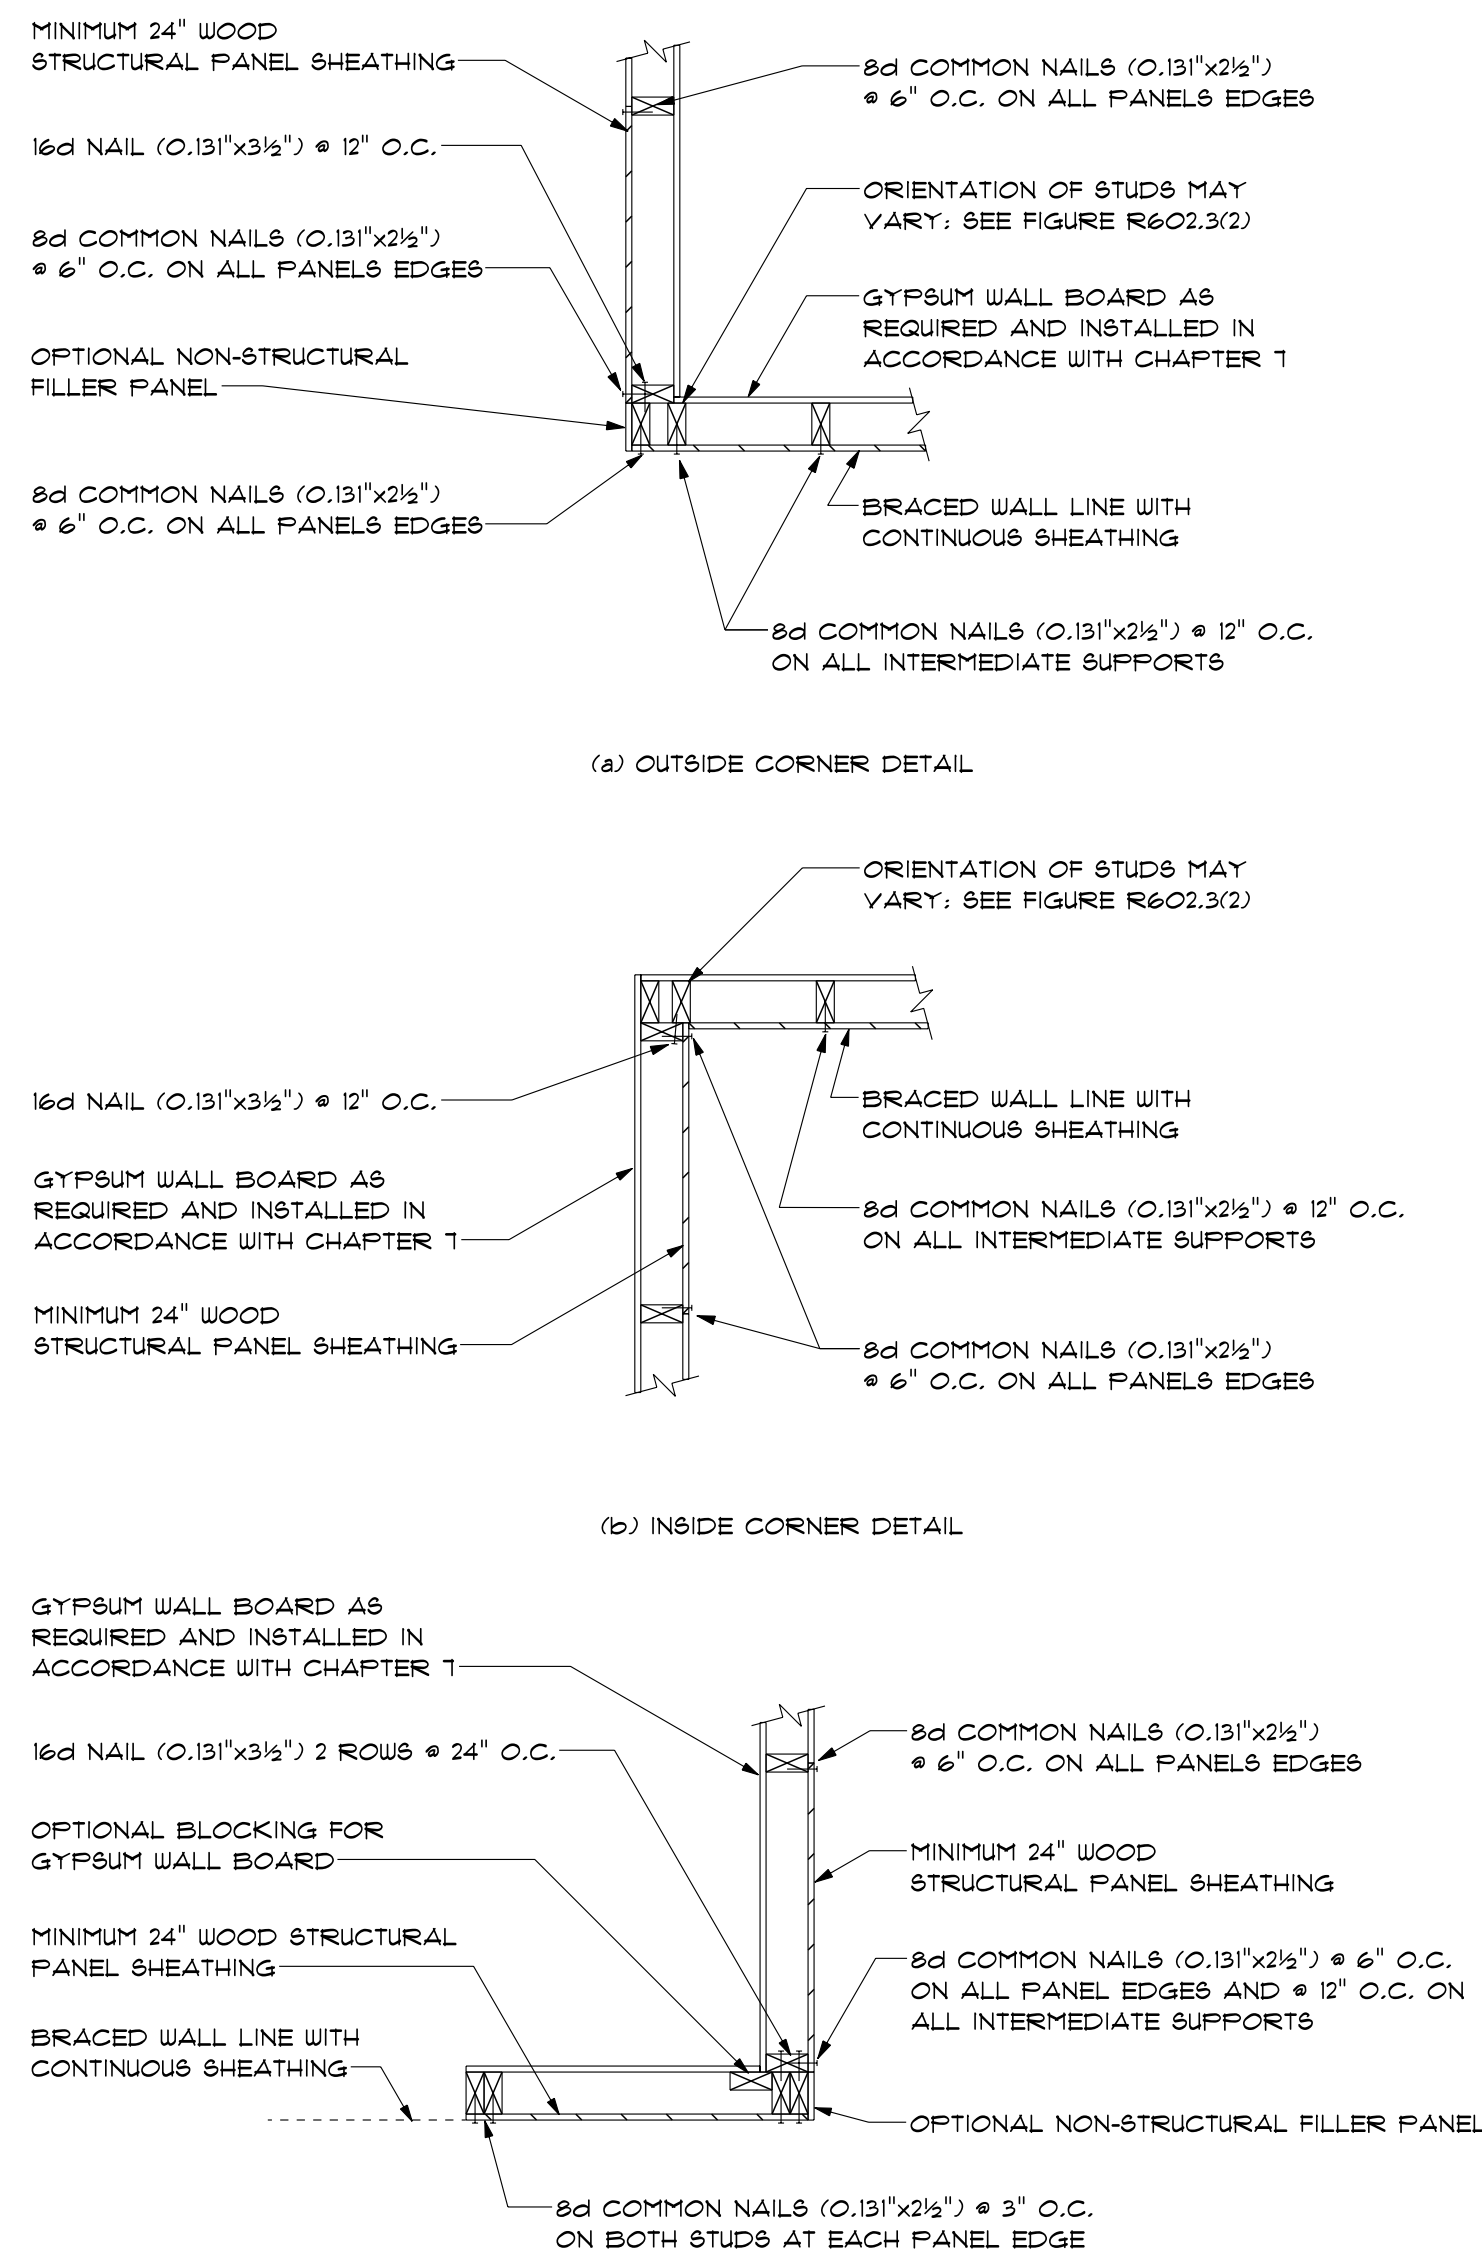 MINIMUM 24" WOOD
STRUCTURAL PANEL SHEATHING
16d NAIL (0.131"x3½") @ 12" O.C.
8d COMMON NAILS (0.131"x2½")
@ 6" O.C. ON ALL PANELS EDGES
OPTIONAL NON-STRUCTURAL
FILLER PANEL
8d COMMON NAILS (0.131"x2½")
@ 6" O.C. ON ALL PANELS EDGES
8d COMMON NAILS (0.131"x2½")
@ 6" O.C. ON ALL PANELS EDGES
ORIENTATION OF STUDS MAY
VARY; SEE FIGURE R602.3(2)
GYPSUM WALL BOARD AS
REQUIRED AND INSTALLED IN
ACCORDANCE WITH CHAPTER 7
BRACED WALL LINE WITH
CONTINUOUS SHEATHING
8d COMMON NAILS (0.131"x2½") @ 12" O.C.
ON ALL INTERMEDIATE SUPPORTS
(a) OUTSIDE CORNER DETAIL
ORIENTATION OF STUDS MAY
VARY; SEE FIGURE R602.3(2)
16d NAIL (0.131"x3½") @ 12" O.C.
GYPSUM WALL BOARD AS
REQUIRED AND INSTALLED IN
ACCORDANCE WITH CHAPTER 7
MINIMUM 24" WOOD
STRUCTURAL PANEL SHEATHING
BRACED WALL LINE WITH
CONTINUOUS SHEATHING
8d COMMON NAILS (0.131"x2½") @ 12" O.C.
ON ALL INTERMEDIATE SUPPORTS
8d COMMON NAILS (0.131"x2½")
@ 6" O.C. ON ALL PANELS EDGES
(b) INSIDE CORNER DETAIL
GYPSUM WALL BOARD AS
REQUIRED AND INSTALLED IN
ACCORDANCE WITH CHAPTER 7
16d NAIL (0.131"x3½") 2 ROWS @ 24" O.C.
OPTIONAL BLOCKING FOR
GYPSUM WALL BOARD
MINIMUM 24" WOOD STRUCTURAL
PANEL SHEATHING
BRACED WALL LINE WITH
CONTINUOUS SHEATHING
8d COMMON NAILS (0.131"x2½")
@ 6" O.C. ON ALL PANELS EDGES
MINIMUM 24" WOOD
STRUCTURAL PANEL SHEATHING
8d COMMON NAILS (0.131"x2½") @ 6" O.C.
ON ALL PANEL EDGES AND @ 12" O.C. ON
ALL INTERMEDIATE SUPPORTS
OPTIONAL NON-STRUCTURAL FILLER PANEL
8d COMMON NAILS (0.131"x2½") @ 3" O.C.
ON BOTH STUDS AT EACH PANEL EDGE